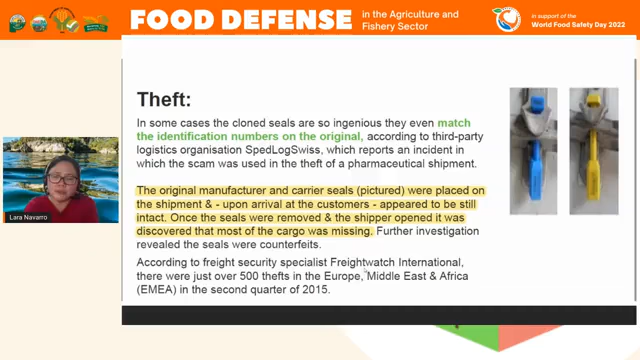 FOOD DEFENSE
in the Agriculture and
Fishery Sector
in support of the
World Food Safety Day 2022
Theft:
In some cases the cloned seals are so ingenious they even match
the identification numbers on the original, according to third-party
logistics organisation SpedLogSwiss, which reports an incident in
which the scam was used in the theft of a pharmaceutical shipment.
The original manufacturer and carrier seals (pictured) were placed on
the shipment & - upon arrival at the customers - appeared to be still
intact. Once the seals were removed & the shipper opened it was
discovered that most of the cargo was missing. Further investigation
revealed the seals were counterfeits.
According to freight security specialist Freightwatch International,
there were just over 500 thefts in the Europe, Middle East & Africa
(EMEA) in the second quarter of 2015.
Lara Navarro